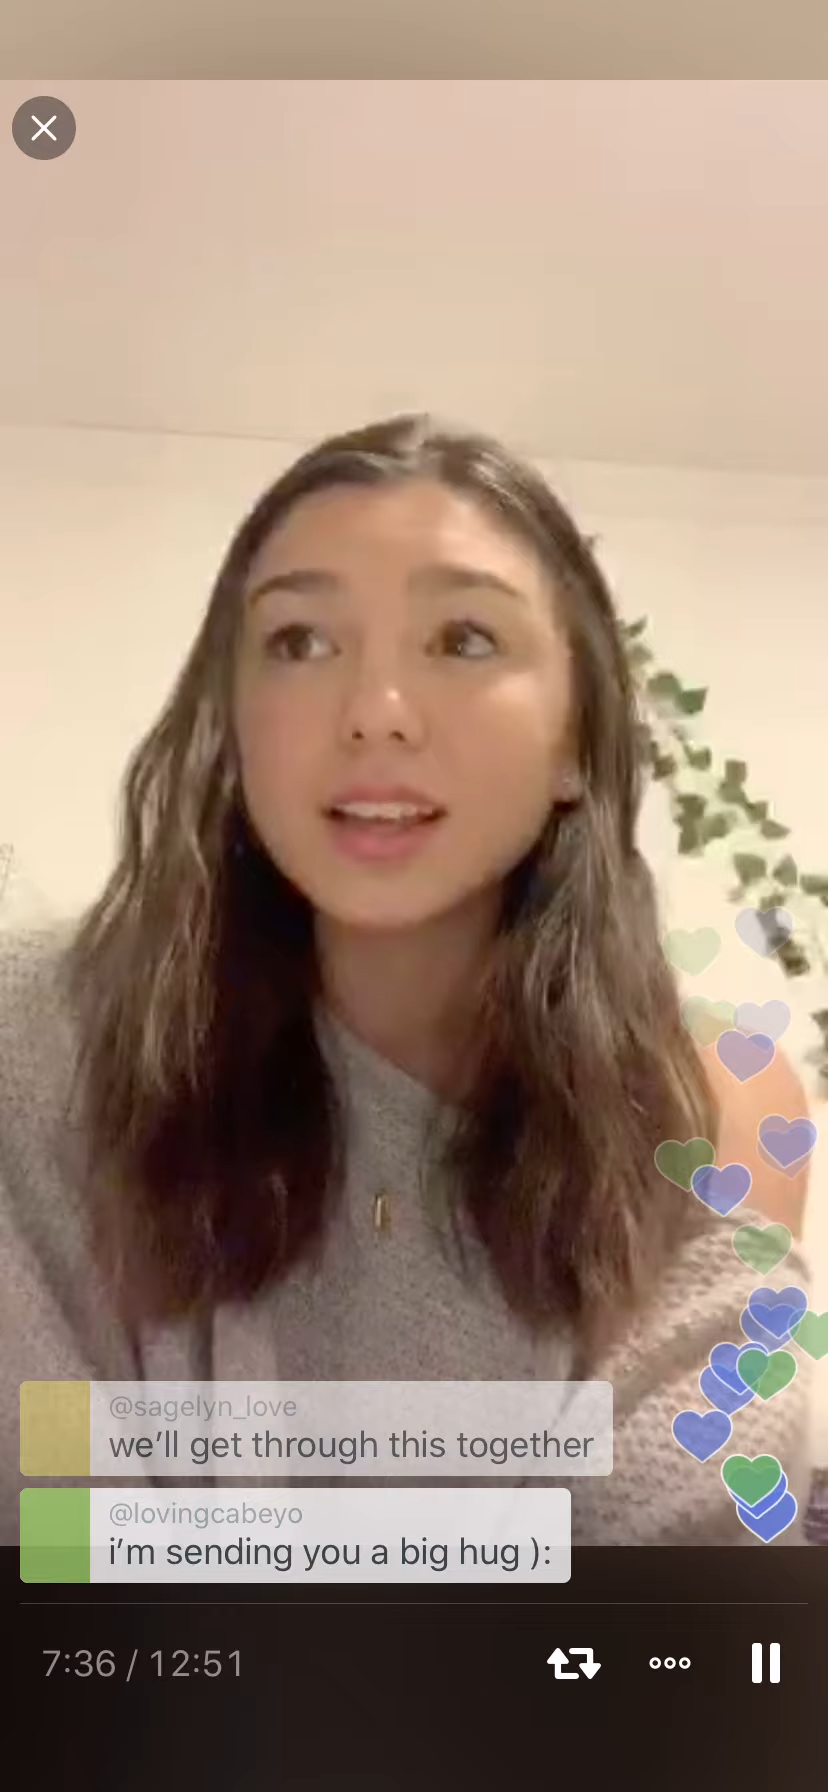 @sagelyn_love
we'll get through this together
@lovingcabeyo
i'm sending you a big hug ):
7:36 / 12:51